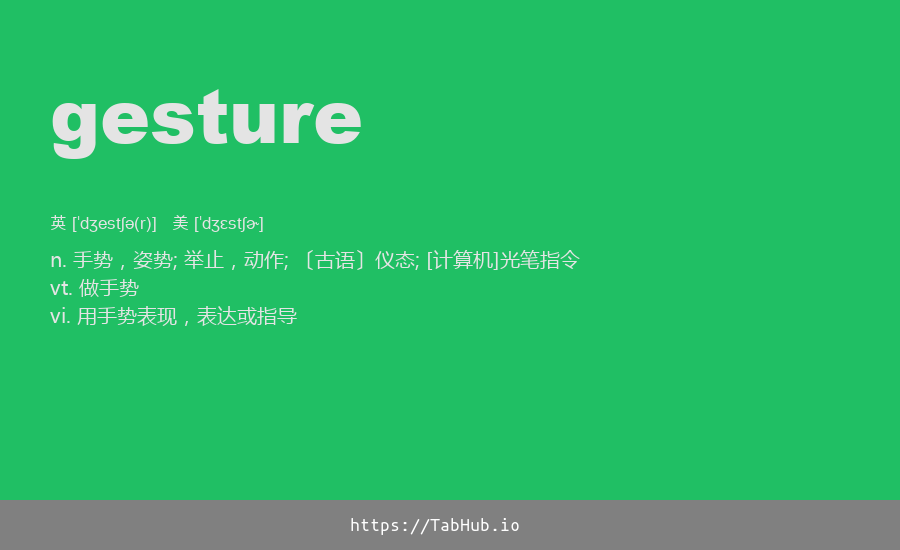 gesture
英 [ˈdʒestʃə(r)] 美 [ˈdʒɛstʃɚ]
n. 手势，姿势; 举止，动作; 〔古语〕仪态; [计算机]光笔指令
vt. 做手势
vi. 用手势表现，表达或指导
https://TabHub.io